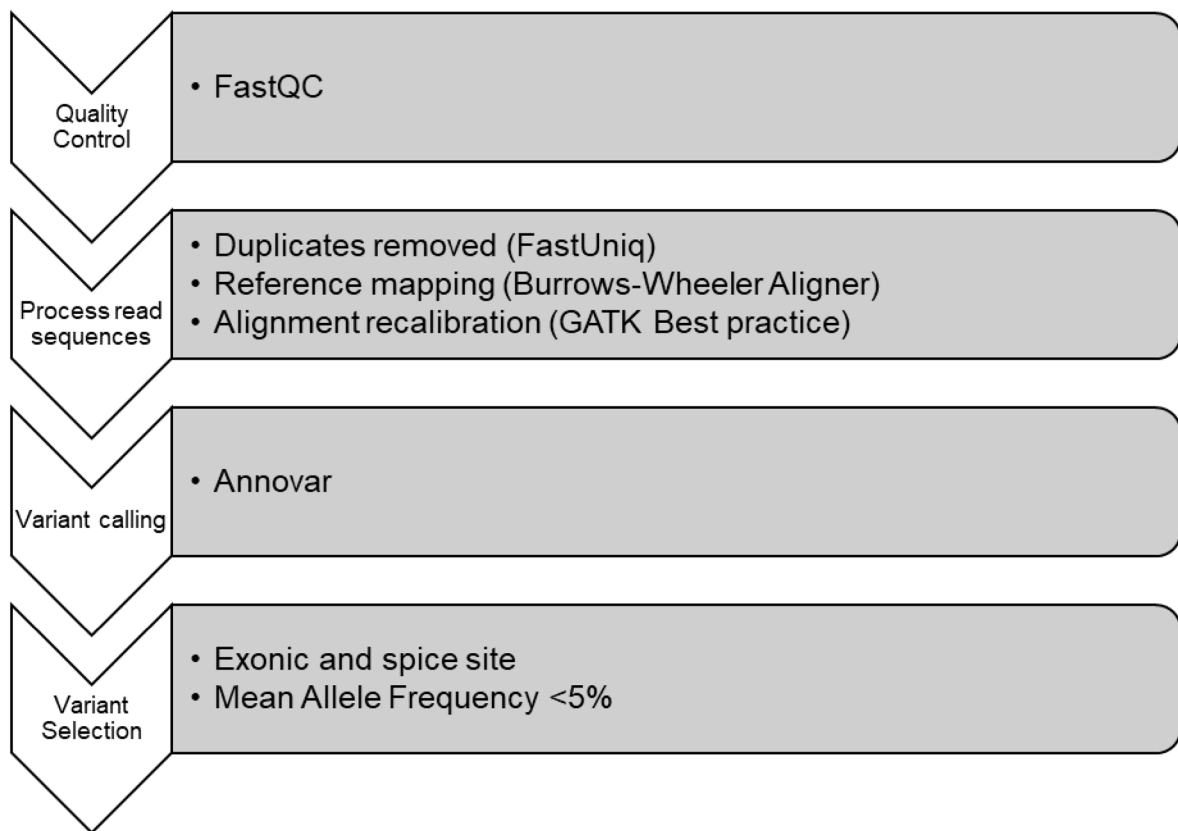 Quality
Control
• FastQC
Process read
sequences
• Duplicates removed (FastUniq)
• Reference mapping (Burrows-Wheeler Aligner)
• Alignment recalibration (GATK Best practice)
Variant calling
• Annovar
Variant
Selection
• Exonic and spice site
• Mean Allele Frequency <5%